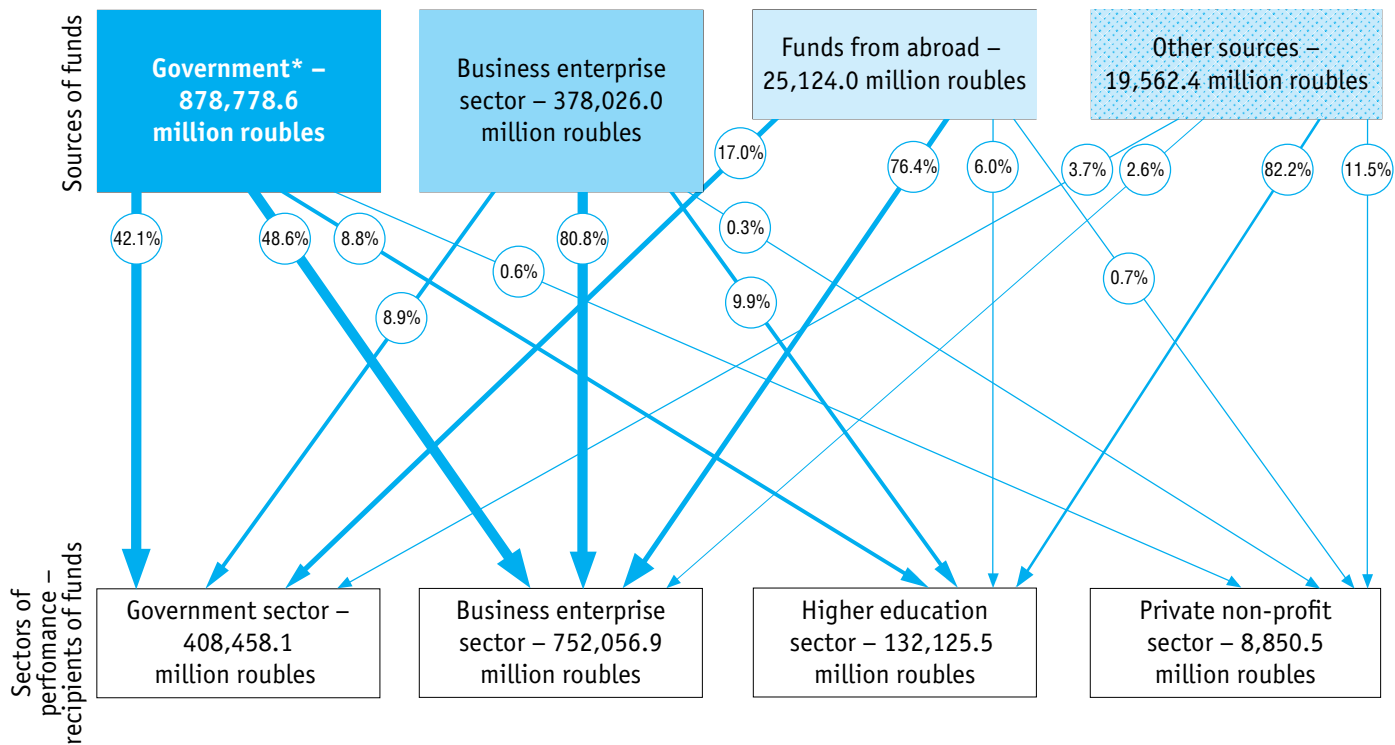 Sources of funds
Government* –
878,778.6
million roubles
Business enterprise
sector – 378,026.0
million roubles
Funds from abroad –
25,124.0 million roubles
Other sources –
19,562.4 million roubles
17.0%
76.4%
6.0%
3.7%
2.6%
82.2%
11.5%
42.1%
48.6%
8.8%
0.6%
8.9%
80.8%
0.3%
9.9%
0.7%
Sectors of
perfomance –
recipients of funds
Government sector –
408,458.1
million roubles
Business enterprise
sector – 752,056.9
million roubles
Higher education
sector – 132,125.5
million roubles
Private non-profit
sector – 8,850.5
million roubles